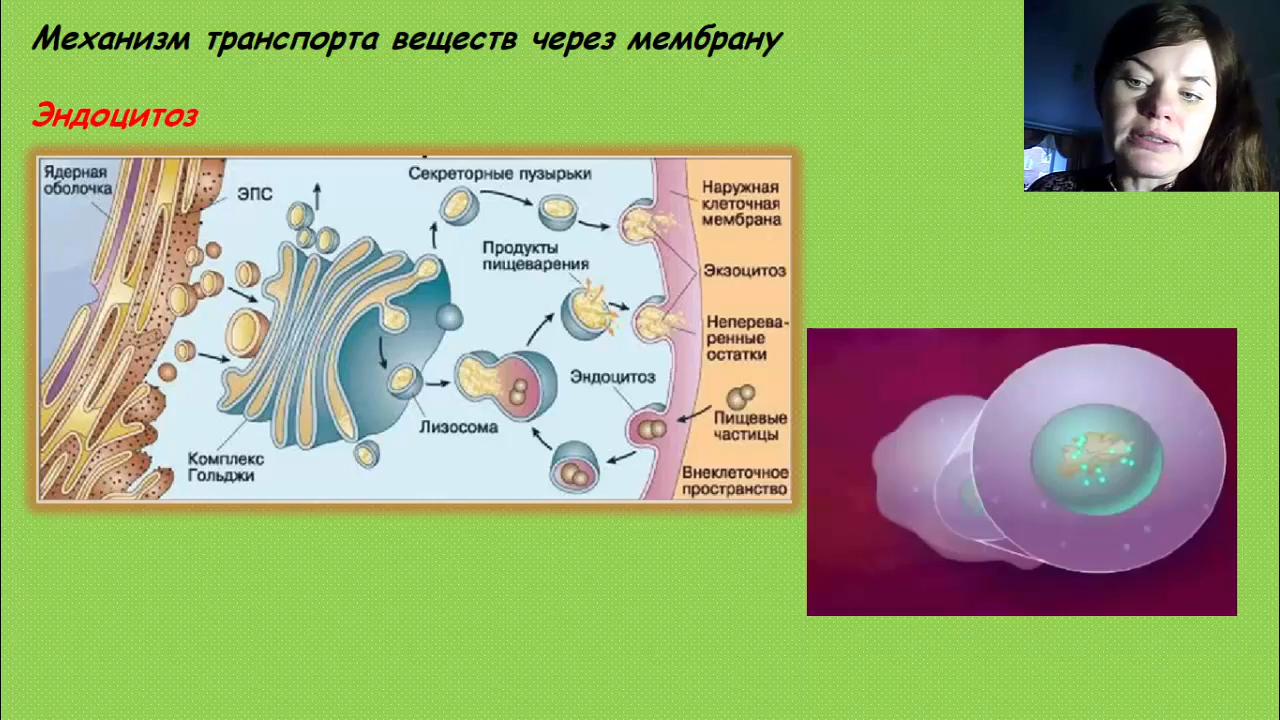 Механизм транспорта веществ через мембрану
Эндоцитоз
Ядерная
оболочка
ЭПС
Секреторные пузырьки
Наружная
клеточная
мембрана
Продукты
пищеварения
Экзоцитоз
Неперева-
ренные
остатки
Эндоцитоз
Пищевые
частицы
Лизосома
Комплекс
Гольджи
Внеклеточное
пространство